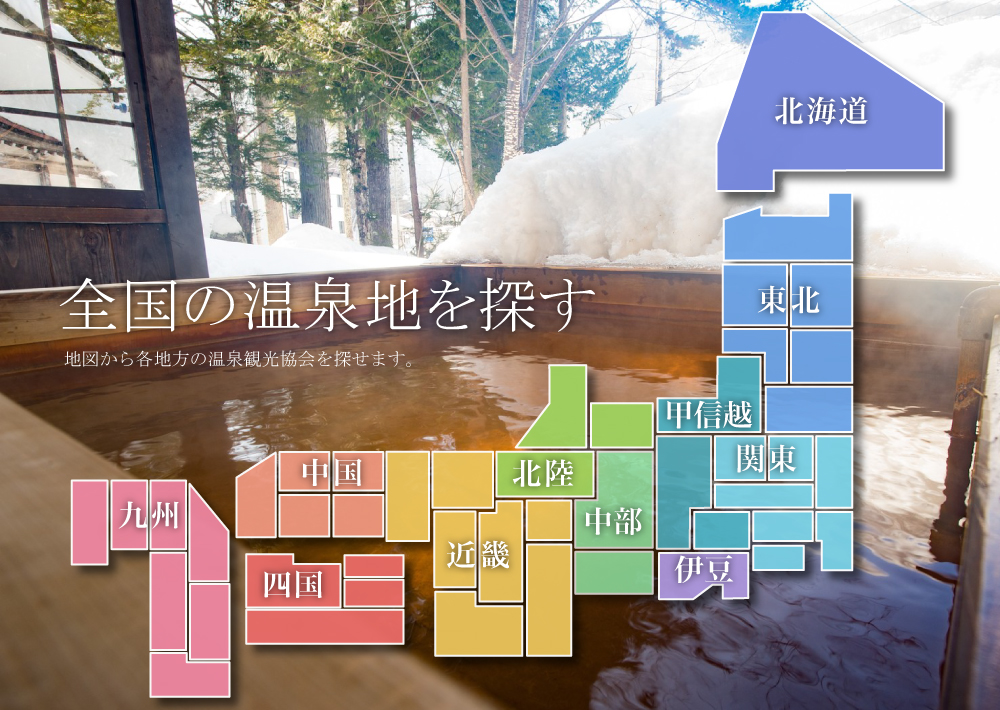 北海道
東北
全国の温泉地を探す
地図から各地方の温泉観光協会を探せます。
甲信越
関東
中国
北陸
九州
中部
近畿
伊豆
四国